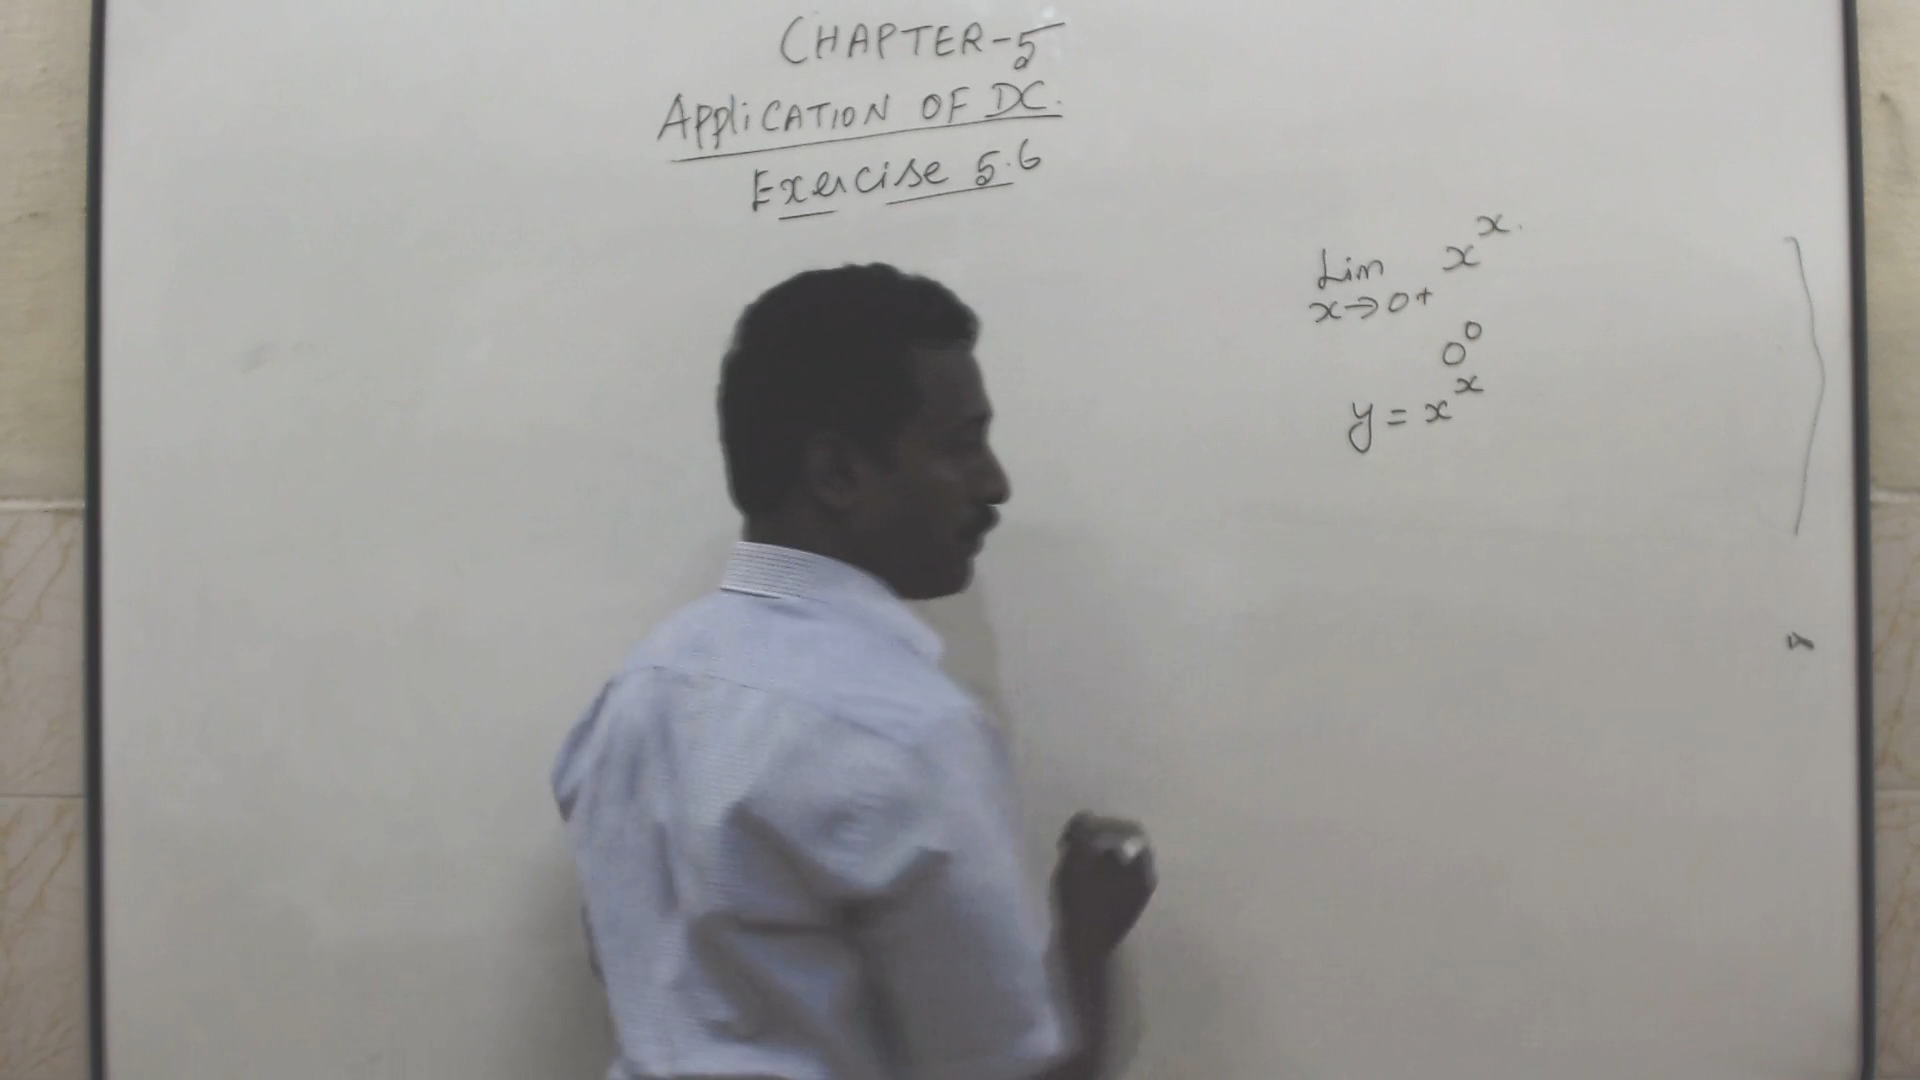 CHAPTER-5
Application of DC.
Exercise 5.6
Lim x^x.
x→0+
0^0
y = x^x